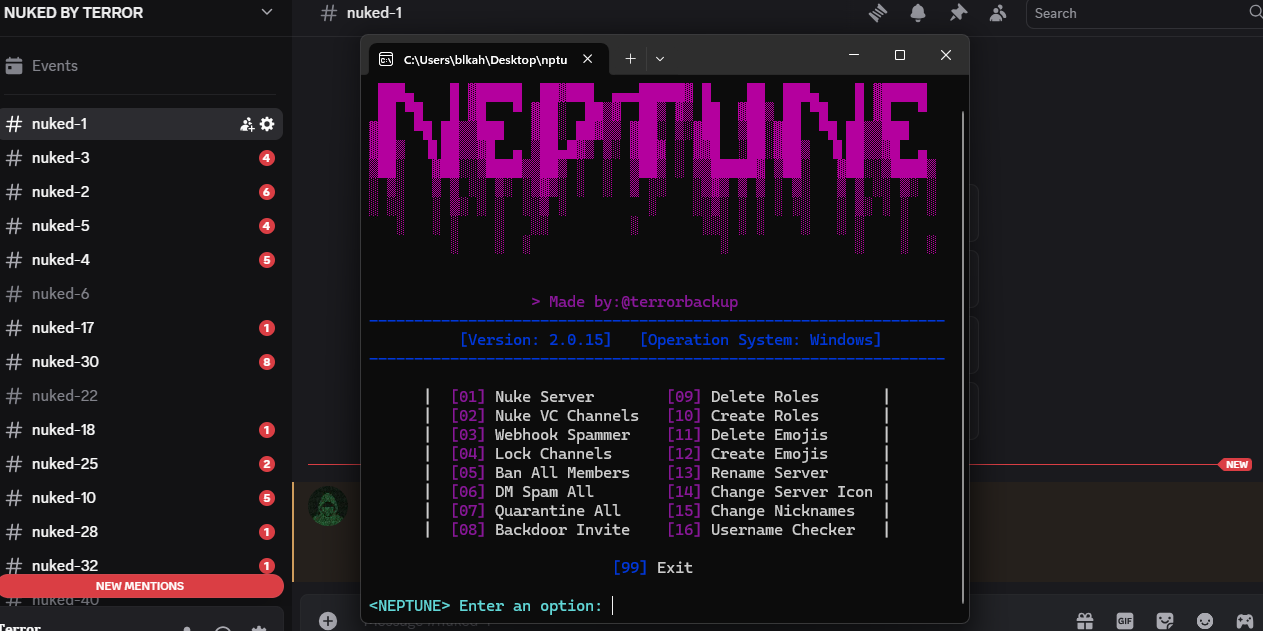 NUKED BY TERROR
Events
nuked-1
nuked-3 4
nuked-2 6
nuked-5 4
nuked-4 5
nuked-6
nuked-17 1
nuked-30 8
nuked-22
nuked-18 1
nuked-25 2
nuked-10 5
nuked-28 1
nuked-32 1
NEW MENTIONS
nuked-40
Terror
# nuked-1
Search
C:\Users\blkah\Desktop\nptu
NEPTUNE
> Made by:@terrorbackup
[Version: 2.0.15] [Operation System: Windows]
| [01] Nuke Server [09] Delete Roles |
| [02] Nuke VC Channels [10] Create Roles |
| [03] Webhook Spammer [11] Delete Emojis |
| [04] Lock Channels [12] Create Emojis |
| [05] Ban All Members [13] Rename Server |
| [06] DM Spam All [14] Change Server Icon |
| [07] Quarantine All [15] Change Nicknames |
| [08] Backdoor Invite [16] Username Checker |
[99] Exit
<NEPTUNE> Enter an option:
NEW
Message #nuked-1
GIF